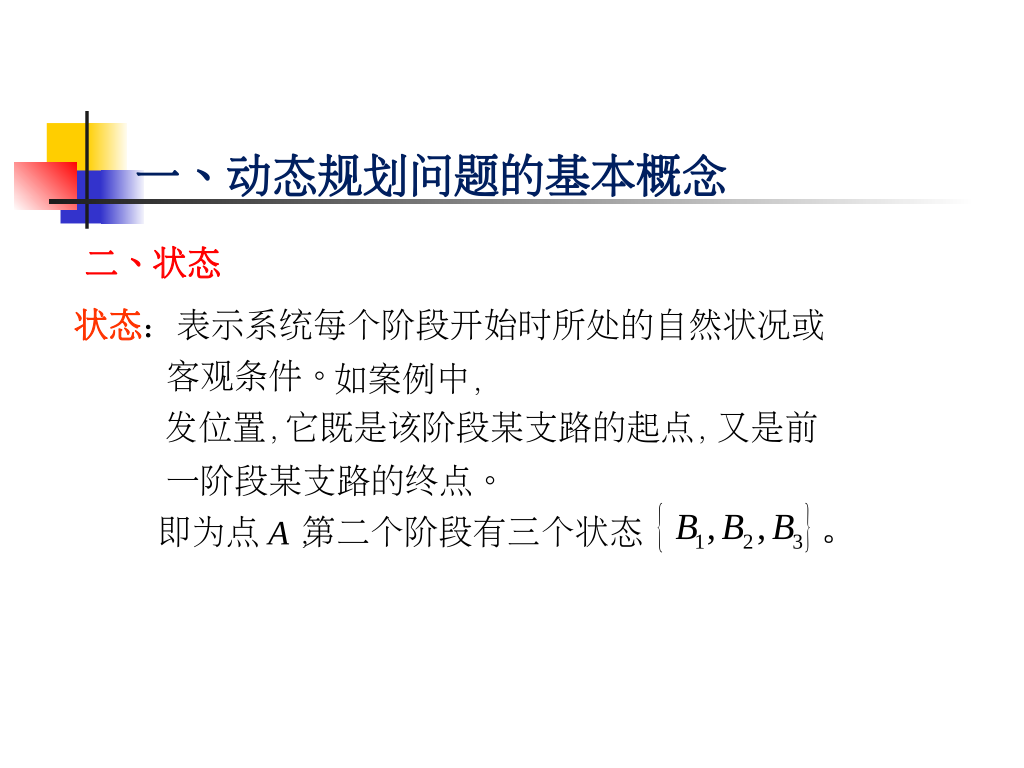 一、动态规划问题的基本概念
二、状态
状态：表示系统每个阶段开始时所处的自然状况或
客观条件。如案例中,
发位置,它既是该阶段某支路的起点,又是前
一阶段某支路的终点。
即为点 A ,第二个阶段有三个状态 {B₁,B₂,B₃}。